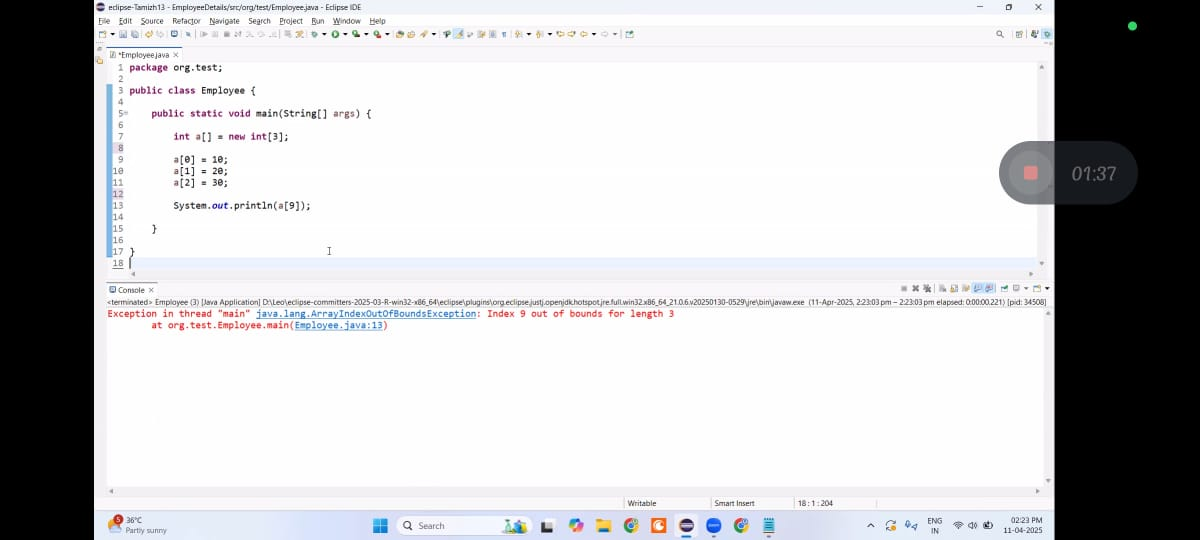 eclipse-Tamizh13 - EmployeeDetails/src/org/test/Employee.java - Eclipse IDE
File Edit Source Refactor Navigate Search Project Run Window Help
*Employee.java
1 package org.test;
2
3 public class Employee {
4
5 public static void main(String[] args) {
6
7 int a[] = new int[3];
8
9 a[0] = 10;
10 a[1] = 20;
11 a[2] = 30;
12
13 System.out.println(a[9]);
14
15 }
16
17 }
18
01:37
Console
<terminated> Employee (3) [Java Application] D:\Leo\eclipse-committers-2025-03-R-win32-x86_64\eclipse\plugins\org.eclipse.justj.openjdk.hotspot.jre.full.win32.x86_64_21.0.6.v20250130-0529\jre\bin\javaw.exe (11-Apr-2025, 2:23:03 pm – 2:23:03 pm elapsed: 0:00:00.221) [pid: 34508]
Exception in thread "main" java.lang.ArrayIndexOutOfBoundsException: Index 9 out of bounds for length 3
at org.test.Employee.main(Employee.java:13)
Writable Smart Insert 18 : 1 : 204
5
36°C
Partly sunny
Search
ENG
IN
02:23 PM
11-04-2025